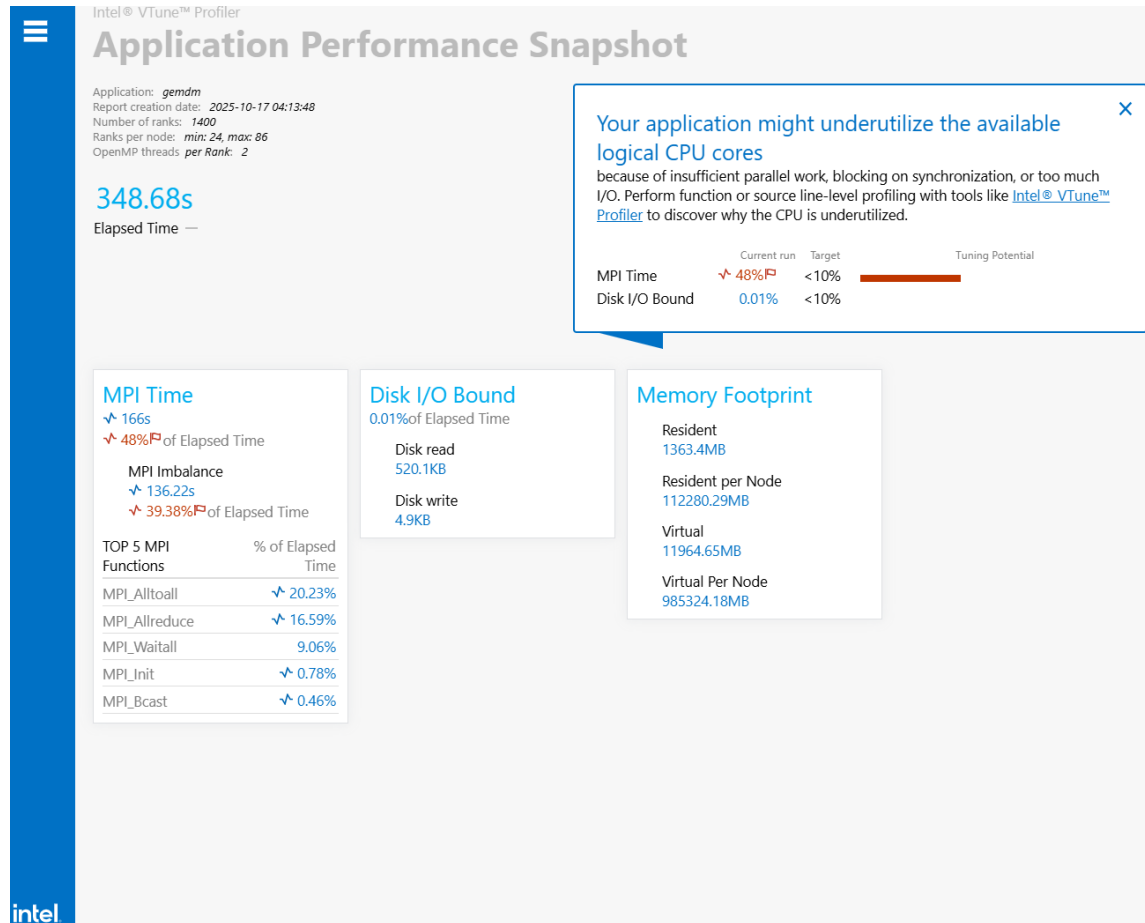 Intel® VTune™ Profiler
Application Performance Snapshot
Application: gemdm
Report creation date: 2025-10-17 04:13:48
Number of ranks: 1400
Ranks per node: min: 24, max: 86
OpenMP threads per Rank: 2
348.68s
Elapsed Time —
Your application might underutilize the available
logical CPU cores
because of insufficient parallel work, blocking on synchronization, or too much
I/O. Perform function or source line-level profiling with tools like Intel® VTune™
Profiler to discover why the CPU is underutilized.
Current run Target Tuning Potential
MPI Time 48% <10%
Disk I/O Bound 0.01% <10%
MPI Time
166s
48% of Elapsed Time
MPI Imbalance
136.22s
39.38% of Elapsed Time
TOP 5 MPI % of Elapsed
Functions Time
MPI_Alltoall 20.23%
MPI_Allreduce 16.59%
MPI_Waitall 9.06%
MPI_Init 0.78%
MPI_Bcast 0.46%
Disk I/O Bound
0.01%of Elapsed Time
Disk read
520.1KB
Disk write
4.9KB
Memory Footprint
Resident
1363.4MB
Resident per Node
112280.29MB
Virtual
11964.65MB
Virtual Per Node
985324.18MB
intel.